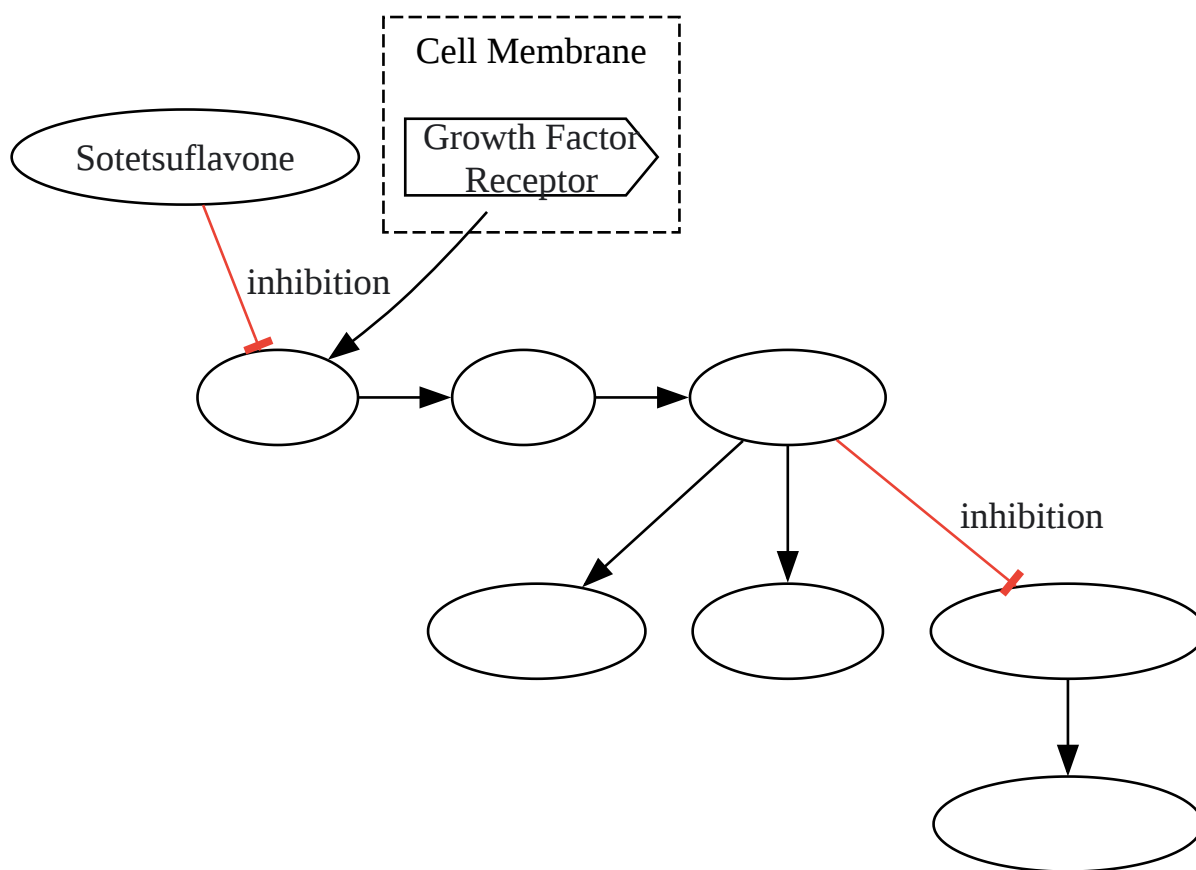 Cell Membrane
Sotetsuflavone
Growth Factor
Receptor
inhibition
inhibition